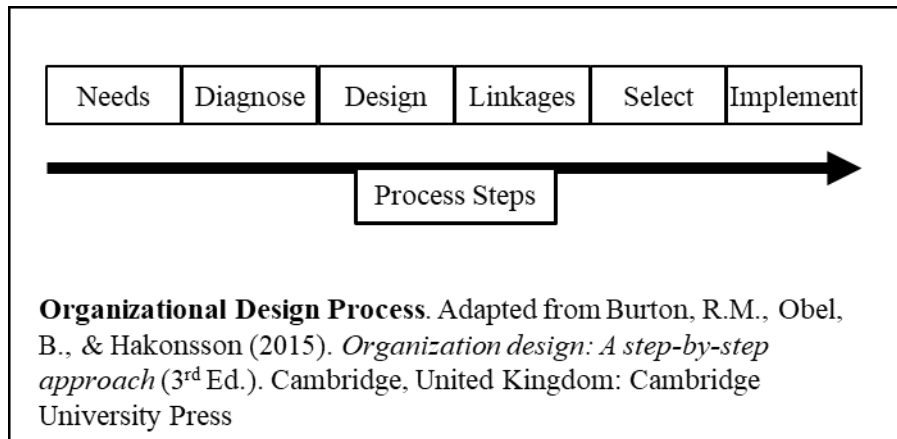 Needs Diagnose Design Linkages Select Implement
Process Steps
Organizational Design Process. Adapted from Burton, R.M., Obel,
B., & Hakonsson (2015). Organization design: A step-by-step
approach (3rd Ed.). Cambridge, United Kingdom: Cambridge
University Press